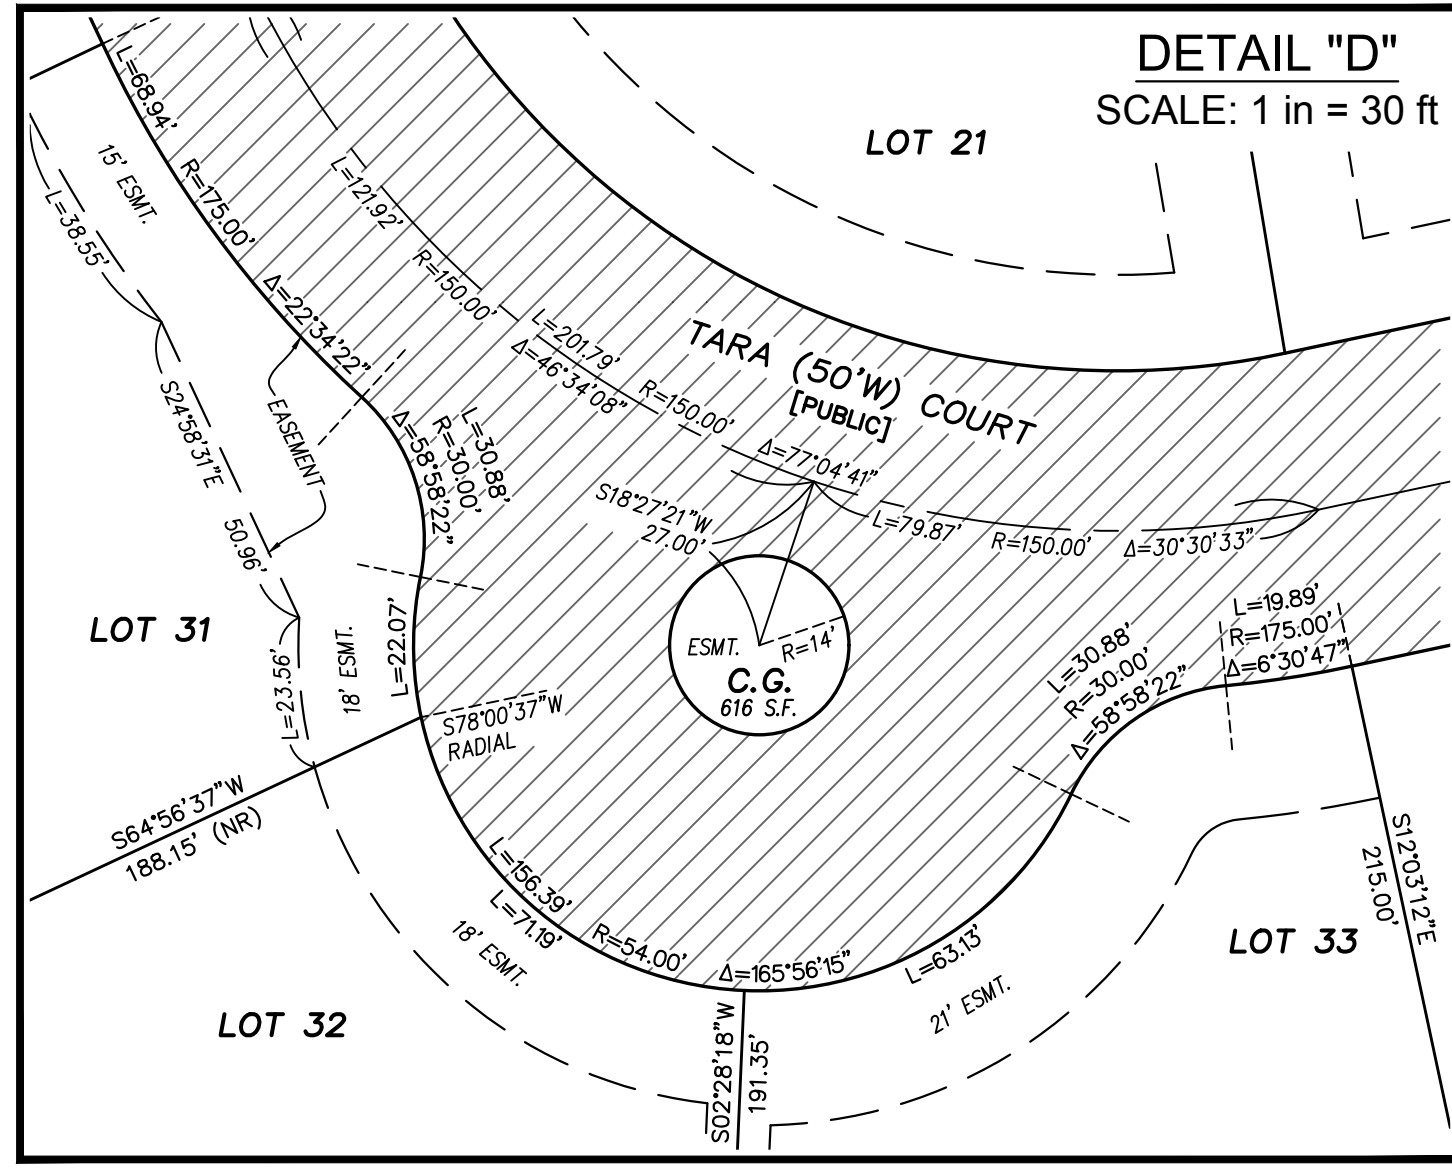 DETAIL "D"
SCALE: 1 in = 30 ft
LOT 21
L=68.94'
R=175.00'
Δ=22°34'22"
15' ESMT.
L=38.55'
L=121.92'
R=150.00'
L=201.79'
Δ=46°34'08"
R=150.00'
TARA (50'W) COURT
[PUBLIC]
Δ=77°04'41"
S24°58'31"E
50.96'
EASEMENT
L=30.88'
R=30.00'
Δ=58°58'22"
S18°27'21"W
27.00'
L=79.87'
R=150.00'
Δ=30°30'33"
LOT 31
L=23.56'
18' ESMT.
L=22.07'
ESMT.
R=14'
C.G.
616 S.F.
L=30.88'
R=30.00'
Δ=58°58'22"
L=19.89'
R=175.00'
Δ=6°30'47"
S78°00'37"W
RADIAL
S64°56'37"W
188.15' (NR)
L=156.39'
L=71.19'
R=54.00'
Δ=165°56'15"
L=63.13'
18' ESMT.
21' ESMT.
S12°03'12"E
215.00'
LOT 33
LOT 32
S02°28'18"W
191.35'